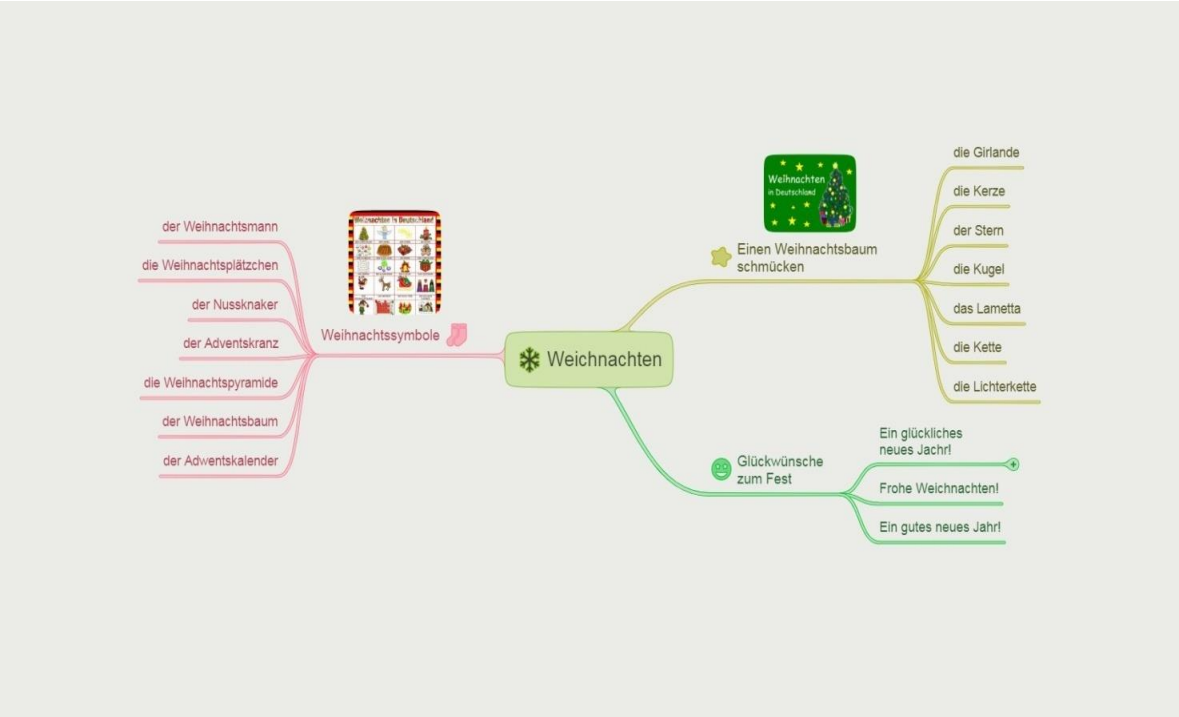 Weichnachten
Weihnachten in Deutschland
Weihnachtssymbole
der Weihnachtsmann
die Weihnachtsplätzchen
der Nussknaker
der Adventskranz
die Weihnachtspyramide
der Weihnachtsbaum
der Adwentskalender
Weihnachten
in Deutschland
Einen Weihnachtsbaum
schmücken
die Girlande
die Kerze
der Stern
die Kugel
das Lametta
die Kette
die Lichterkette
Glückwünsche
zum Fest
Ein glückliches
neues Jachr!
Frohe Weichnachten!
Ein gutes neues Jahr!